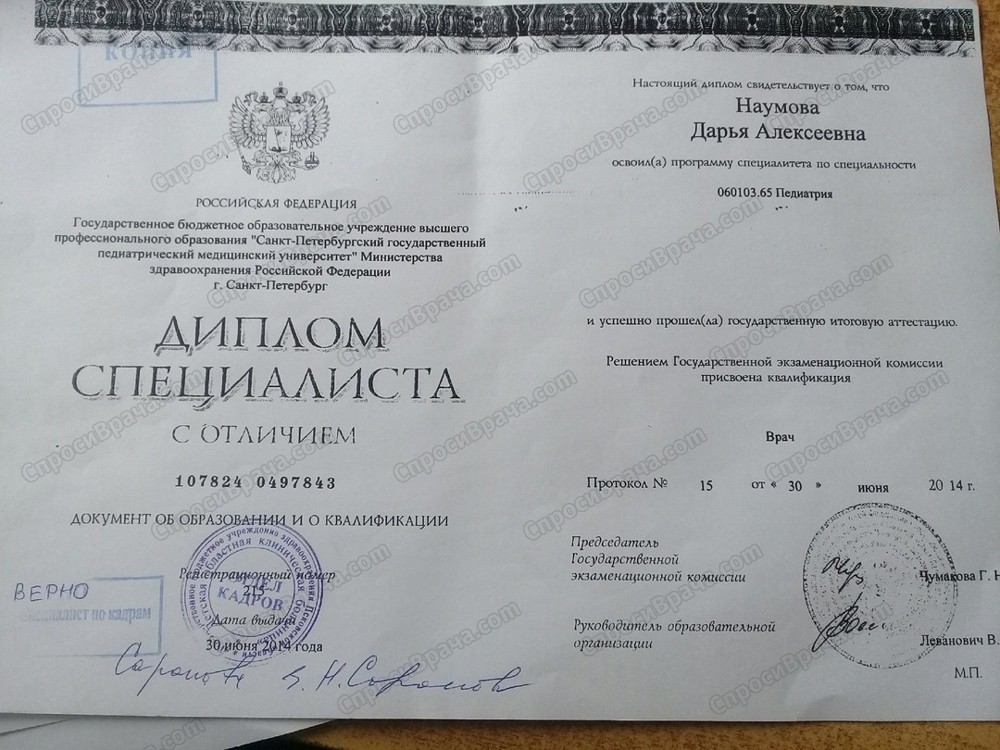 КОПИЯ
РОССИЙСКАЯ ФЕДЕРАЦИЯ
Государственное бюджетное образовательное учреждение высшего
профессионального образования "Санкт-Петербургский государственный
педиатрический медицинский университет" Министерства
здравоохранения Российской Федерации
г. Санкт-Петербург
ДИПЛОМ
СПЕЦИАЛИСТА
С ОТЛИЧИЕМ
107824 0497843
ДОКУМЕНТ ОБ ОБРАЗОВАНИИ И О КВАЛИФИКАЦИИ
Регистрационный номер
215
Дата выдачи
30 июня 2014 года
ОТДЕЛ
КАДРОВ
ВЕРНО
специалист по кадрам
Настоящий диплом свидетельствует о том, что
Наумова
Дарья Алексеевна
освоил(а) программу специалитета по специальности
060103.65 Педиатрия
и успешно прошел(ла) государственную итоговую аттестацию.
Решением Государственной экзаменационной комиссии
присвоена квалификация
Врач
Протокол № 15 от « 30 » июня 20 14 г.
Председатель
Государственной
экзаменационной комиссии
Чумакова Г. Н
Руководитель образовательной
организации
Леванович В.
М.П.
СпросиВрача.com